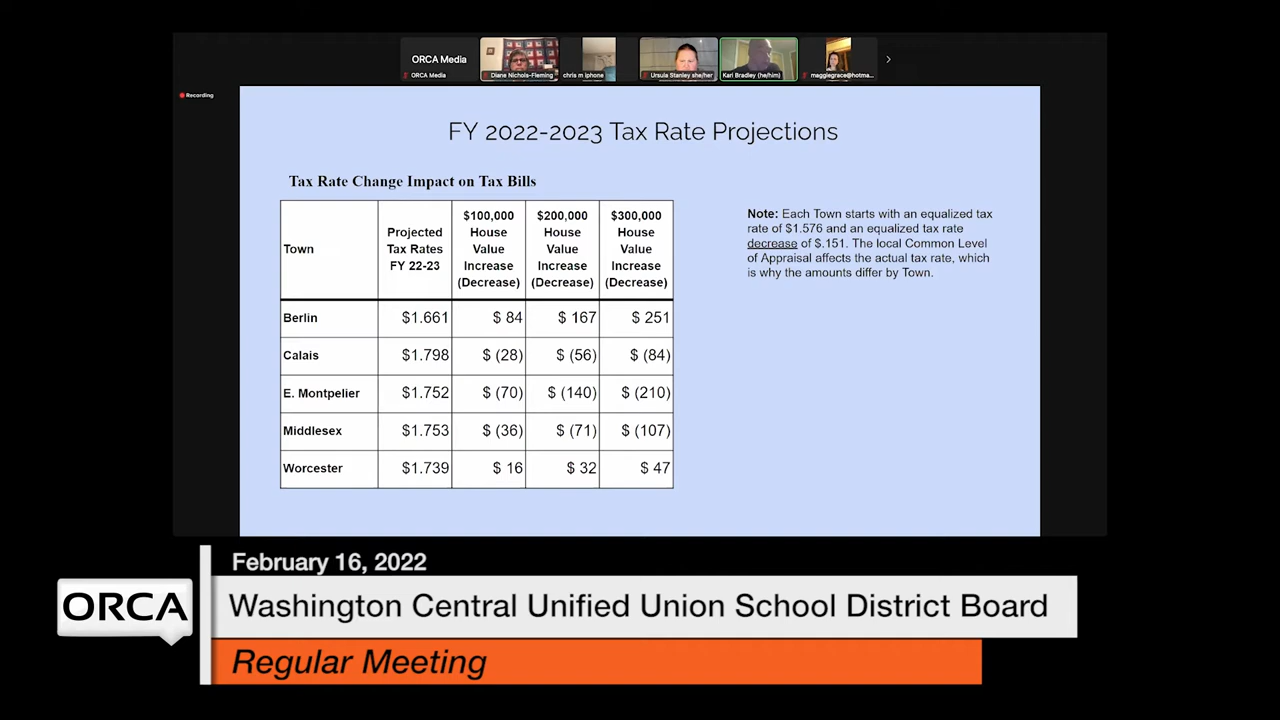 ORCA Media
ORCA Media
Diane Nichols-Fleming
chris m iphone
Ursula Stanley she/her
Kari Bradley (he/him)
maggiegrace@hotma...
Recording
FY 2022-2023 Tax Rate Projections
Tax Rate Change Impact on Tax Bills
Town
Projected
Tax Rates
FY 22-23
$100,000
House
Value
Increase
(Decrease)
$200,000
House
Value
Increase
(Decrease)
$300,000
House
Value
Increase
(Decrease)
Berlin $1.661 $ 84 $ 167 $ 251
Calais $1.798 $ (28) $ (56) $ (84)
E. Montpelier $1.752 $ (70) $ (140) $ (210)
Middlesex $1.753 $ (36) $ (71) $ (107)
Worcester $1.739 $ 16 $ 32 $ 47
Note: Each Town starts with an equalized tax
rate of $1.576 and an equalized tax rate
decrease of $.151. The local Common Level
of Appraisal affects the actual tax rate, which
is why the amounts differ by Town.
February 16, 2022
ORCA
Washington Central Unified Union School District Board
Regular Meeting